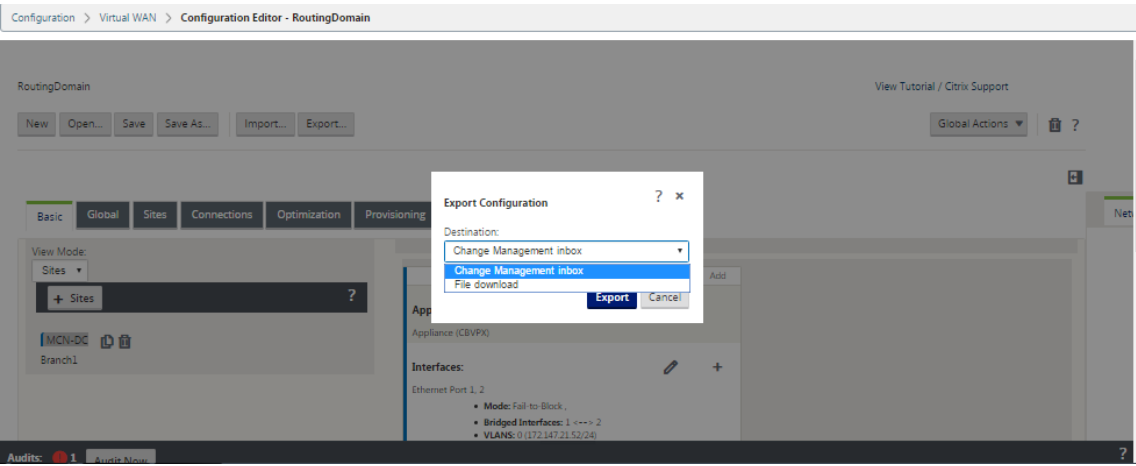 Configuration > Virtual WAN > Configuration Editor - RoutingDomain
RoutingDomain
View Tutorial / Citrix Support
New Open... Save Save As... Import... Export...
Global Actions ▼ ?
Export Configuration ? ×
Destination:
Change Management inbox
Change Management inbox
File download
Export Cancel
Basic Global Sites Connections Optimization Provisioning
View Mode:
Sites
+ Sites ?
MCN-DC
Branch1
Add
App
Appliance (CBVPX)
Interfaces: +
Ethernet Port 1, 2
• Mode: Fail-to-Block ,
• Bridged Interfaces: 1 <--> 2
• VLANS: 0 (172.147.21.52/24)
Net
Audits: 1 Audit Now ?